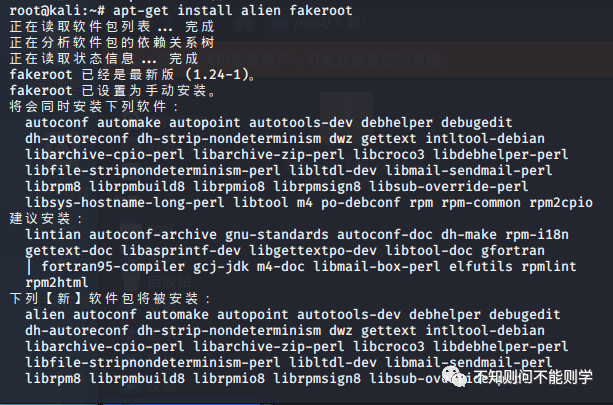 root@kali:~# apt-get install alien fakeroot
正在读取软件包列表... 完成
正在分析软件包的依赖关系树
正在读取状态信息... 完成
fakeroot 已经是最新版 (1.24-1)。
fakeroot 已设置为手动安装。
将会同时安装下列软件：
autoconf automake autopoint autotools-dev debhelper debugedit
dh-autoreconf dh-strip-nondeterminism dwz gettext intltool-debian
libarchive-cpio-perl libarchive-zip-perl libcroco3 libdebhelper-perl
libfile-stripnondeterminism-perl libltdl-dev libmail-sendmail-perl
librpm8 librpmbuild8 librpmio8 librpmsign8 libsub-override-perl
libsys-hostname-long-perl libtool m4 po-debconf rpm rpm-common rpm2cpio
建议安装：
lintian autoconf-archive gnu-standards autoconf-doc dh-make rpm-i18n
gettext-doc libasprintf-dev libgettextpo-dev libtool-doc gfortran
| fortran95-compiler gcj-jdk m4-doc libmail-box-perl elfutils rpmlint
rpm2html
下列【新】软件包将被安装：
alien autoconf automake autopoint autotools-dev debhelper debugedit
dh-autoreconf dh-strip-nondeterminism dwz gettext intltool-debian
libarchive-cpio-perl libarchive-zip-perl libcroco3 libdebhelper-perl
libfile-stripnondeterminism-perl libltdl-dev libmail-sendmail-perl
librpm8 librpmbuild8 librpmio8 librpmsign8
不知则问不能则学